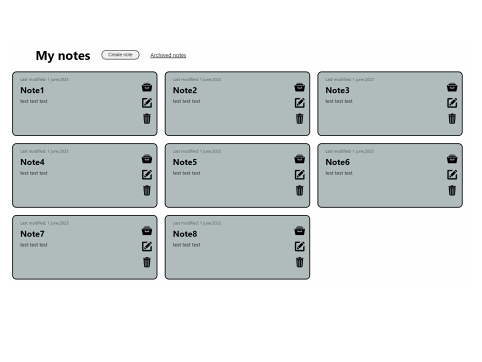 My notes
Create note
Archived notes
Last modified: 1 june,2023
Note1
test test test
Last modified: 1 june,2023
Note2
test test test
Last modified: 1 june,2023
Note3
test test test
Last modified: 1 june,2023
Note4
test test test
Last modified: 1 june,2023
Note5
test test test
Last modified: 1 june,2023
Note6
test test test
Last modified: 1 june,2023
Note7
test test test
Last modified: 1 june,2023
Note8
test test test